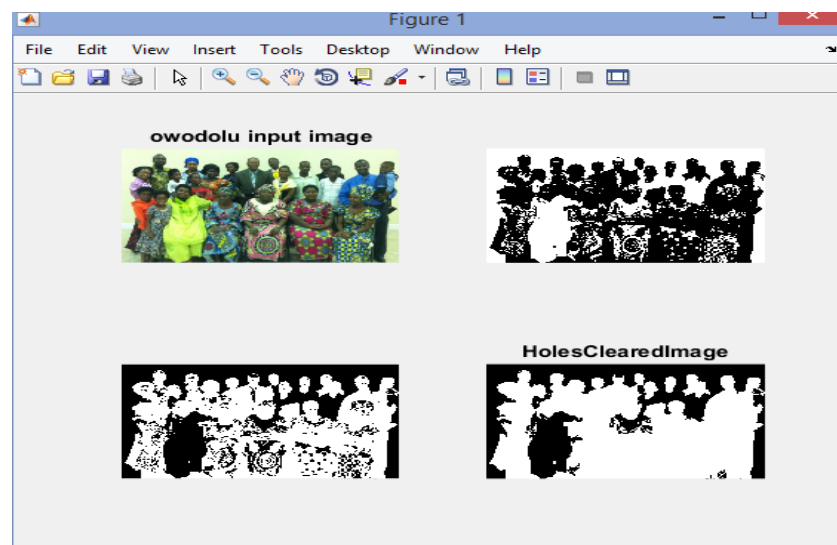 Figure 1
File Edit View Insert Tools Desktop Window Help
owodolu input image
HolesClearedImage